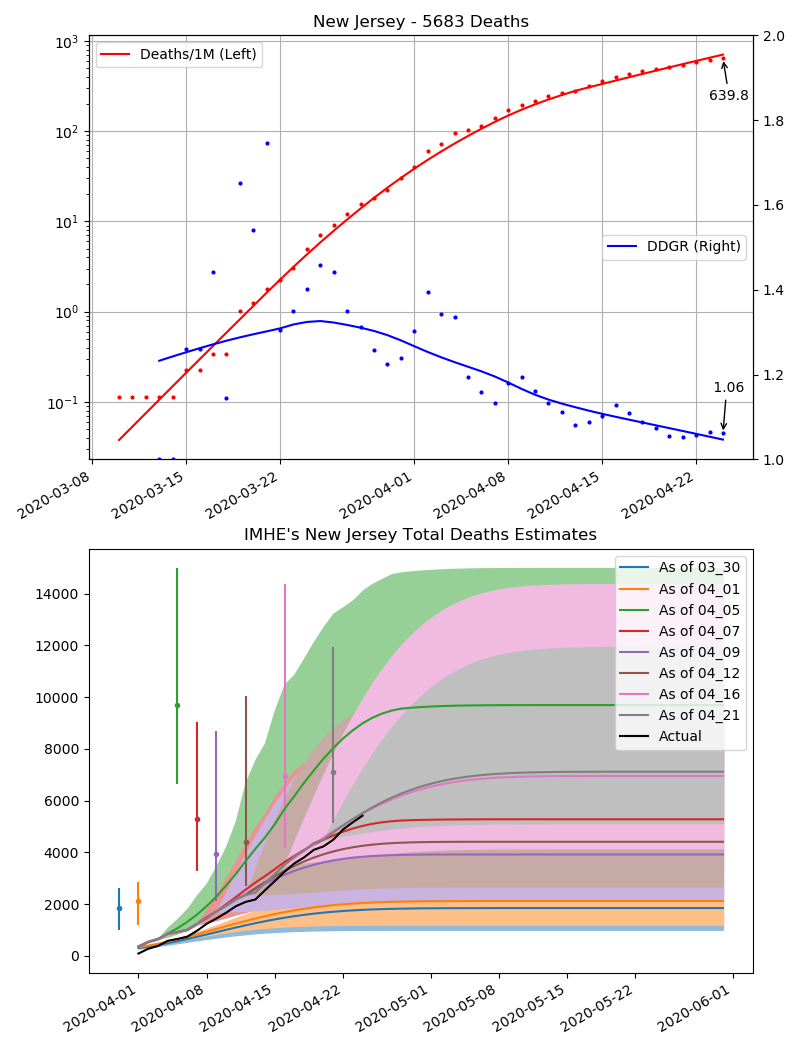 New Jersey - 5683 Deaths
10³
10²
10¹
10⁰
10⁻¹
2.0
1.8
1.6
1.4
1.2
1.0
Deaths/1M (Left)
639.8
DDGR (Right)
1.06
2020-03-08
2020-03-15
2020-03-22
2020-04-01
2020-04-08
2020-04-15
2020-04-22
IMHE's New Jersey Total Deaths Estimates
14000
12000
10000
8000
6000
4000
2000
0
As of 03_30
As of 04_01
As of 04_05
As of 04_07
As of 04_09
As of 04_12
As of 04_16
As of 04_21
Actual
2020-04-01
2020-04-08
2020-04-15
2020-04-22
2020-05-01
2020-05-08
2020-05-15
2020-05-22
2020-06-01